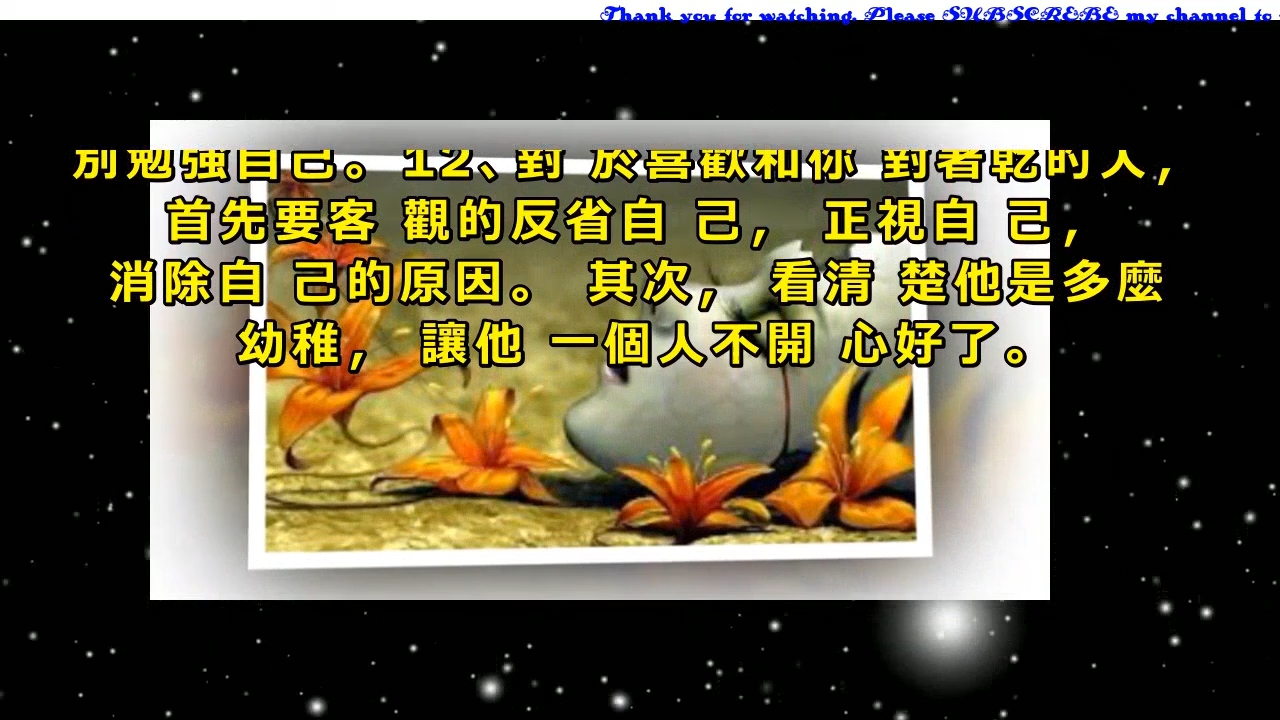 Thank you for watching. Please SUBSCRIBE my channel to
別勉強自己。 12、對 於喜歡和你 對著乾的人，
首先要客 觀的反省自 己， 正視自 己，
消除自 己的原因。 其次， 看清 楚他是多麼
幼稚， 讓他 一個人不開 心好了。